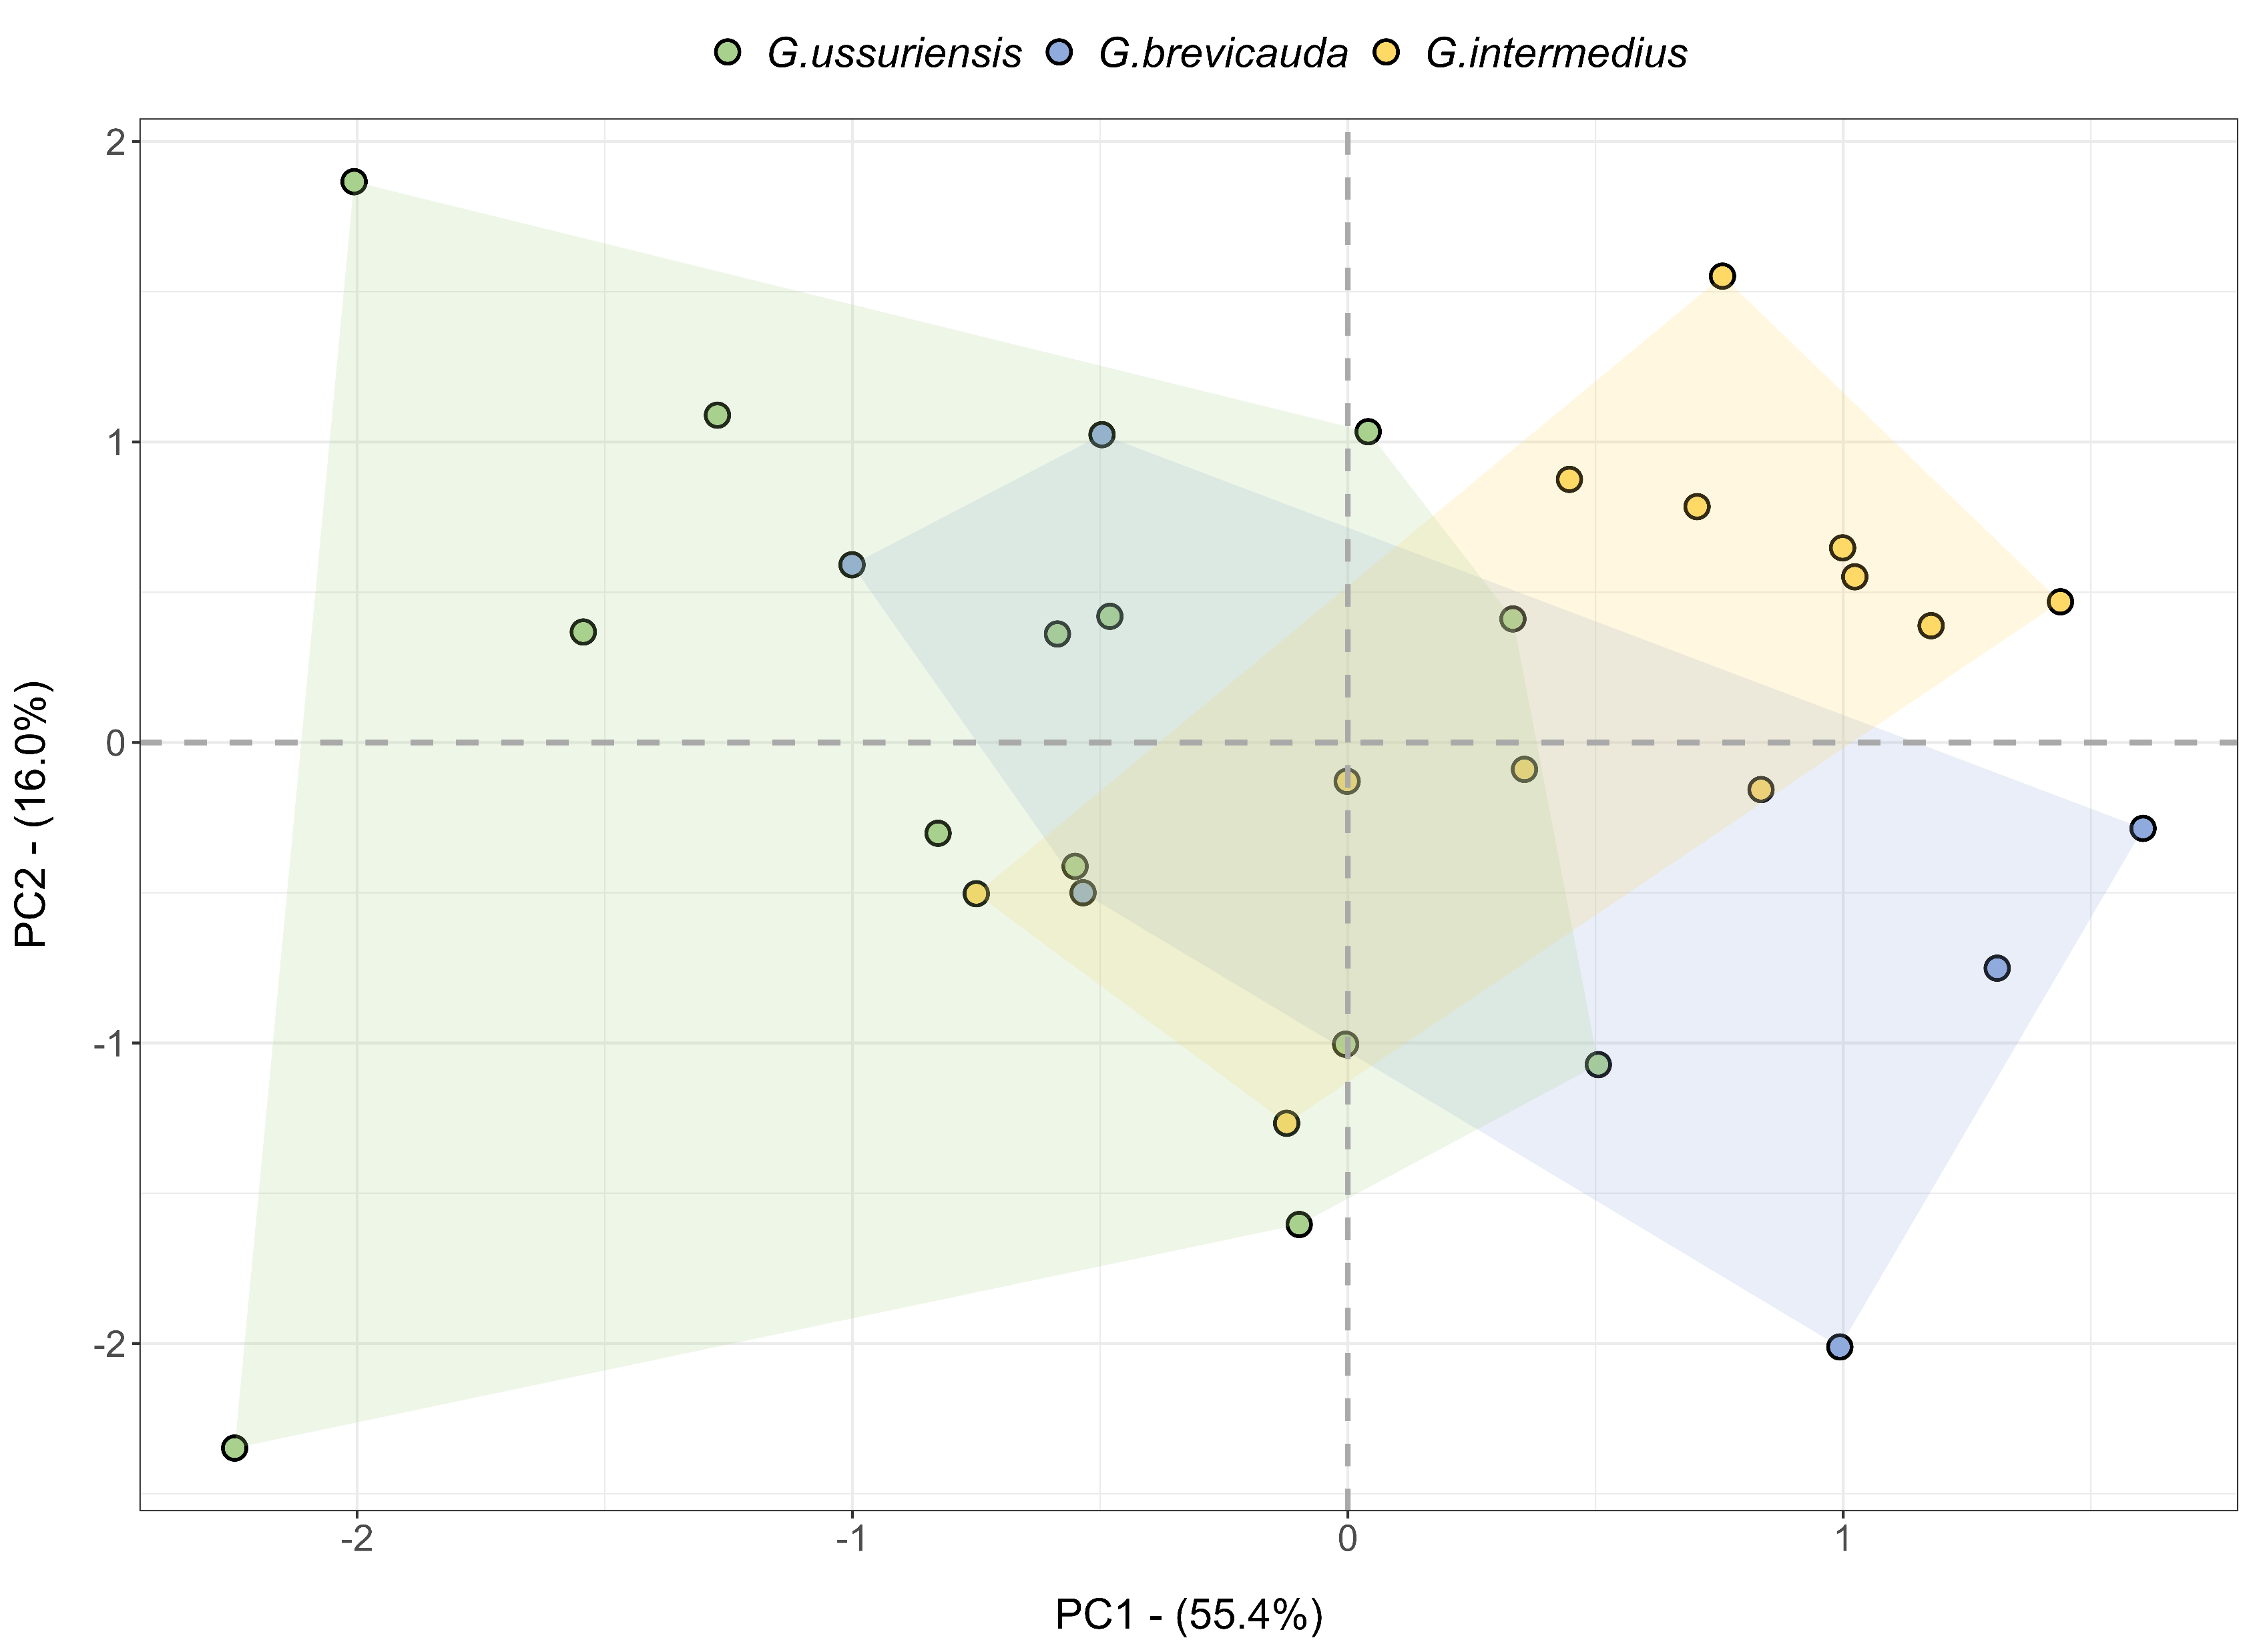 G.ussuriensis G.brevicauda G.intermedius
2
1
0
-1
-2
PC2 - (16.0%)
-2 -1 0 1
PC1 - (55.4%)